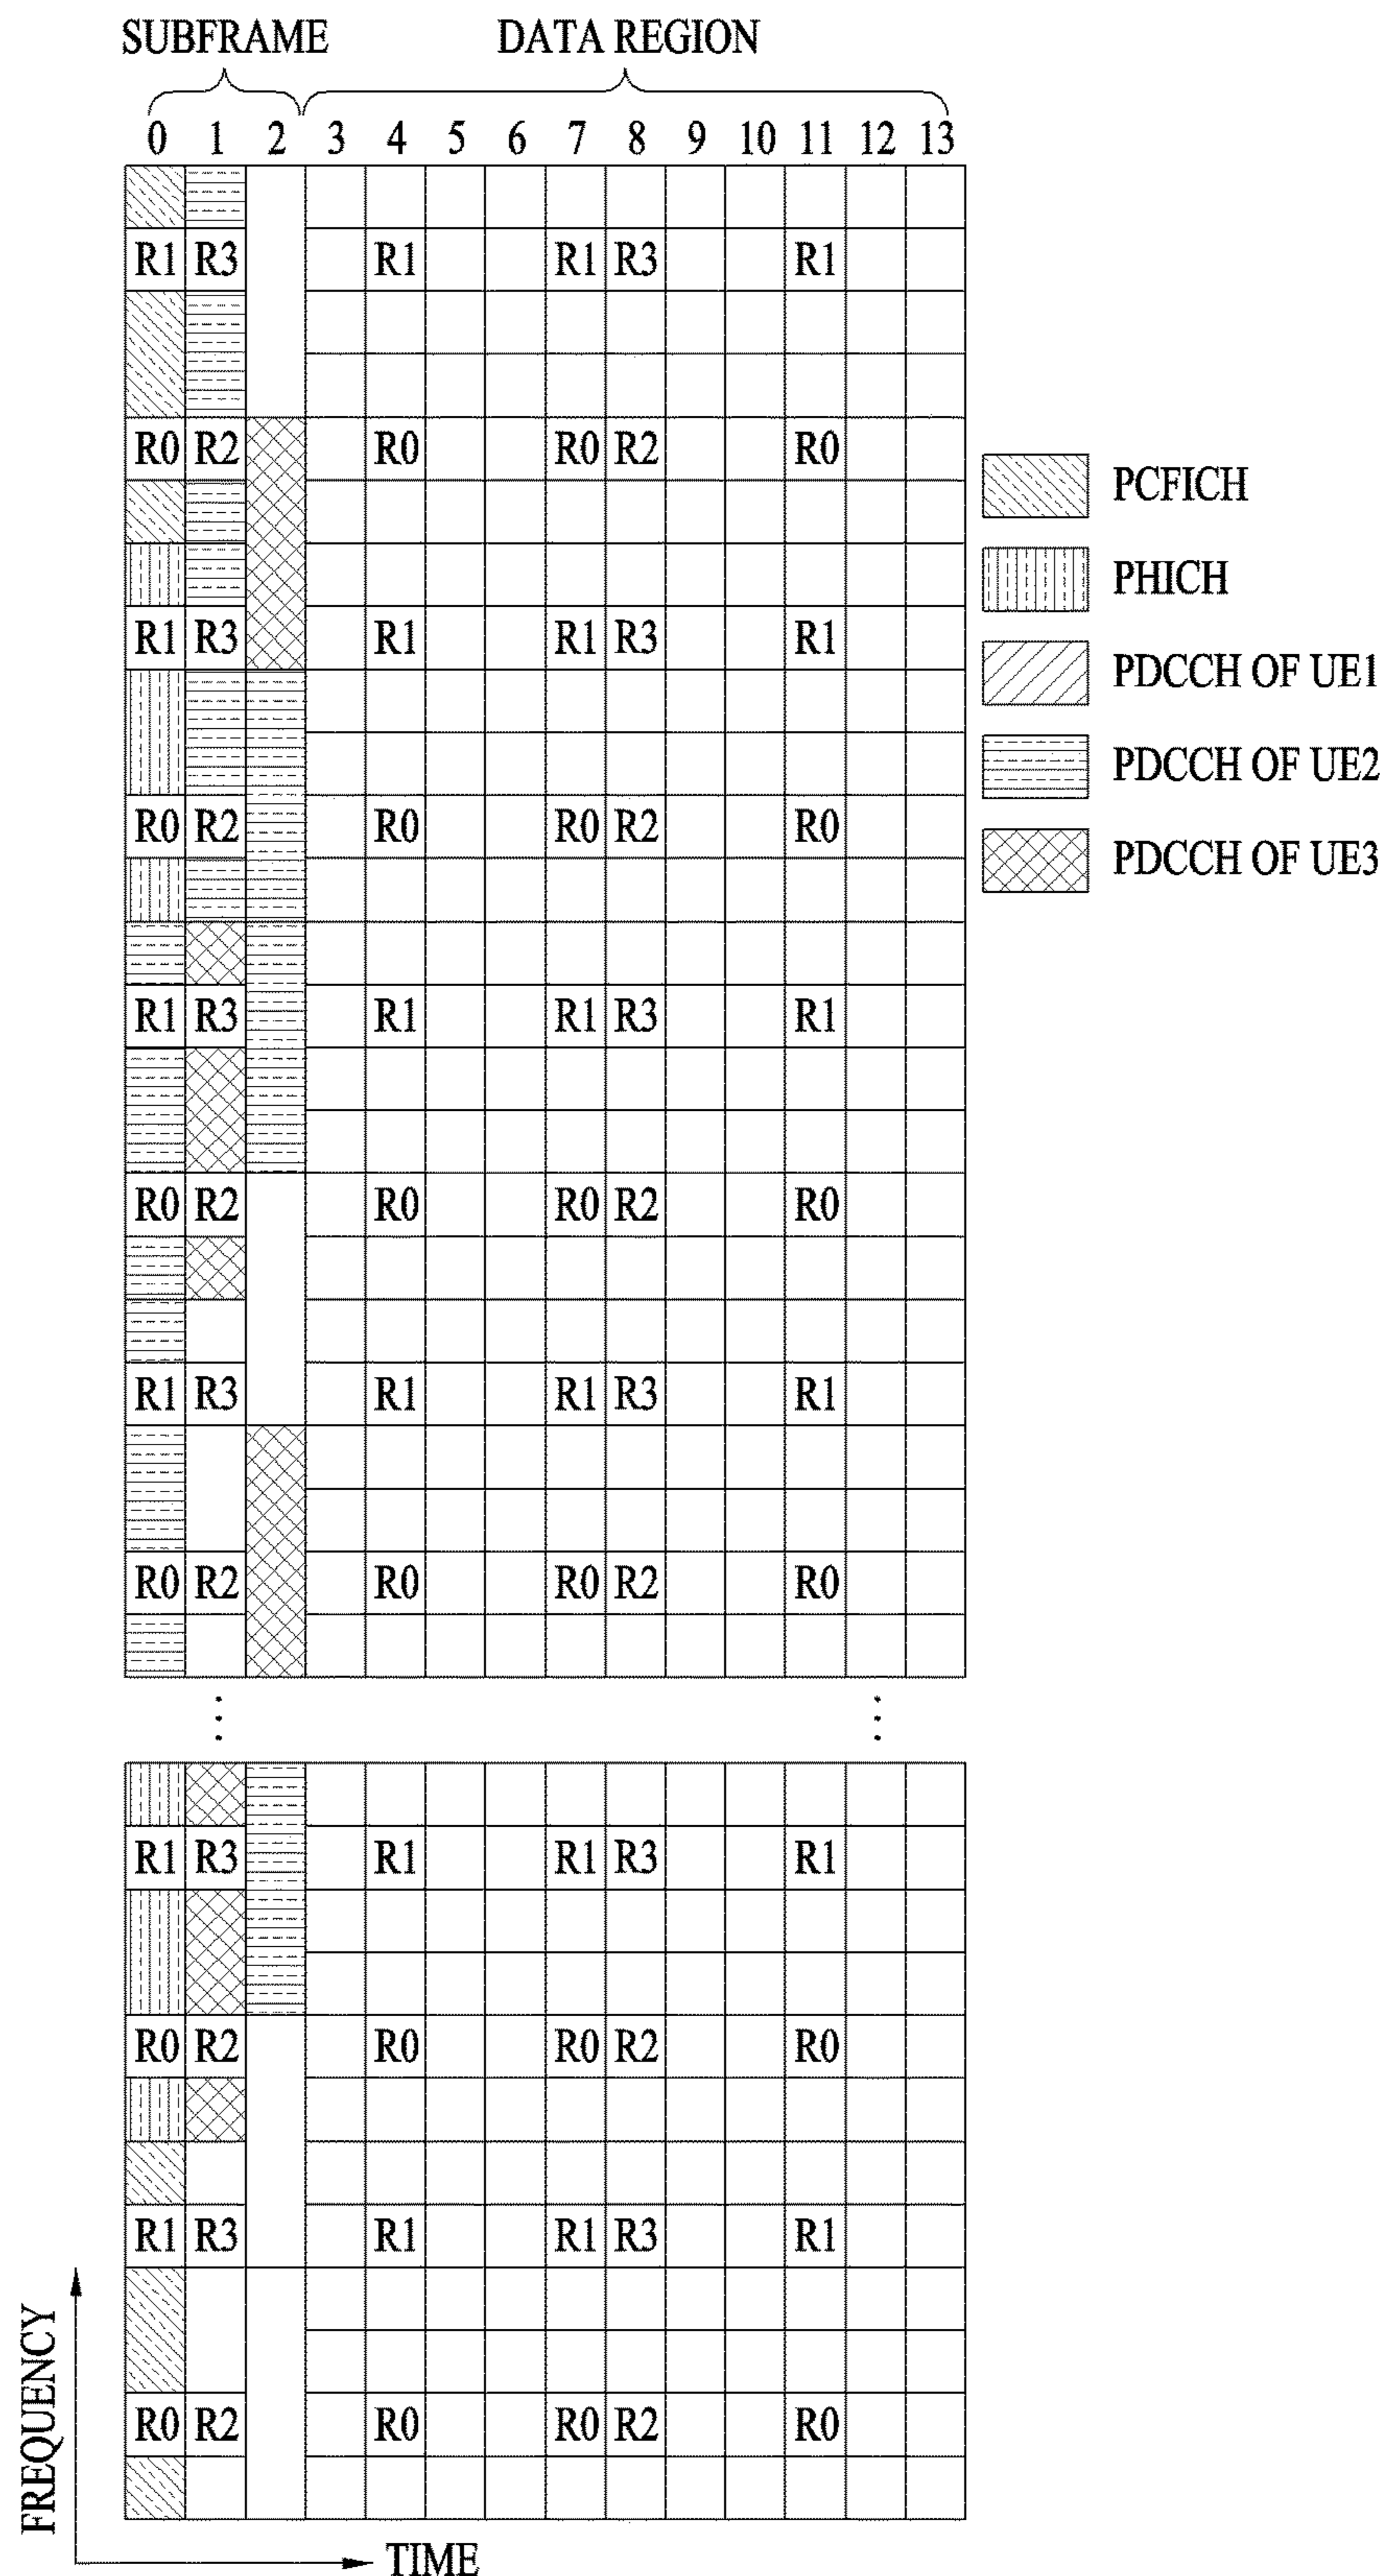 SUBFRAME DATA REGION
0 1 2 3 4 5 6 7 8 9 10 11 12 13
R1 R3 R1 R1 R3 R1
R0 R2 R0 R0 R2 R0
PCFICH
PHICH
R1 R3 R1 R1 R3 R1
PDCCH OF UE1
PDCCH OF UE2
R0 R2 R0 R0 R2 R0
PDCCH OF UE3
R1 R3 R1 R1 R3 R1
R0 R2 R0 R0 R2 R0
R1 R3 R1 R1 R3 R1
R0 R2 R0 R0 R2 R0
R1 R3 R1 R1 R3 R1
R0 R2 R0 R0 R2 R0
R1 R3 R1 R1 R3 R1
R0 R2 R0 R0 R2 R0
FREQUENCY
TIME